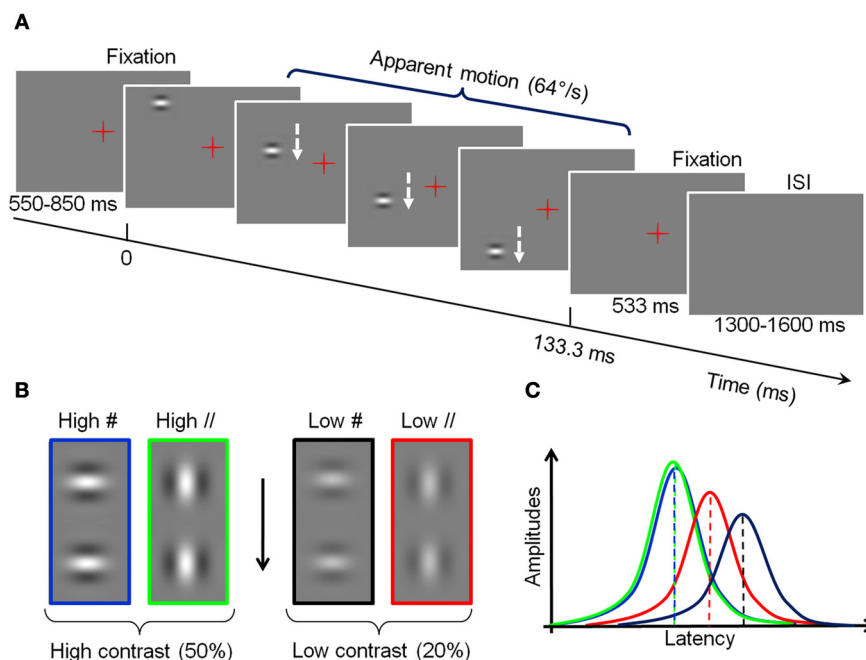 A
Fixation
Apparent motion (64°/s)
Fixation
ISI
550-850 ms
0
533 ms
1300-1600 ms
133.3 ms
Time (ms)
B
High #
High //
Low #
Low //
High contrast (50%)
Low contrast (20%)
C
Amplitudes
Latency